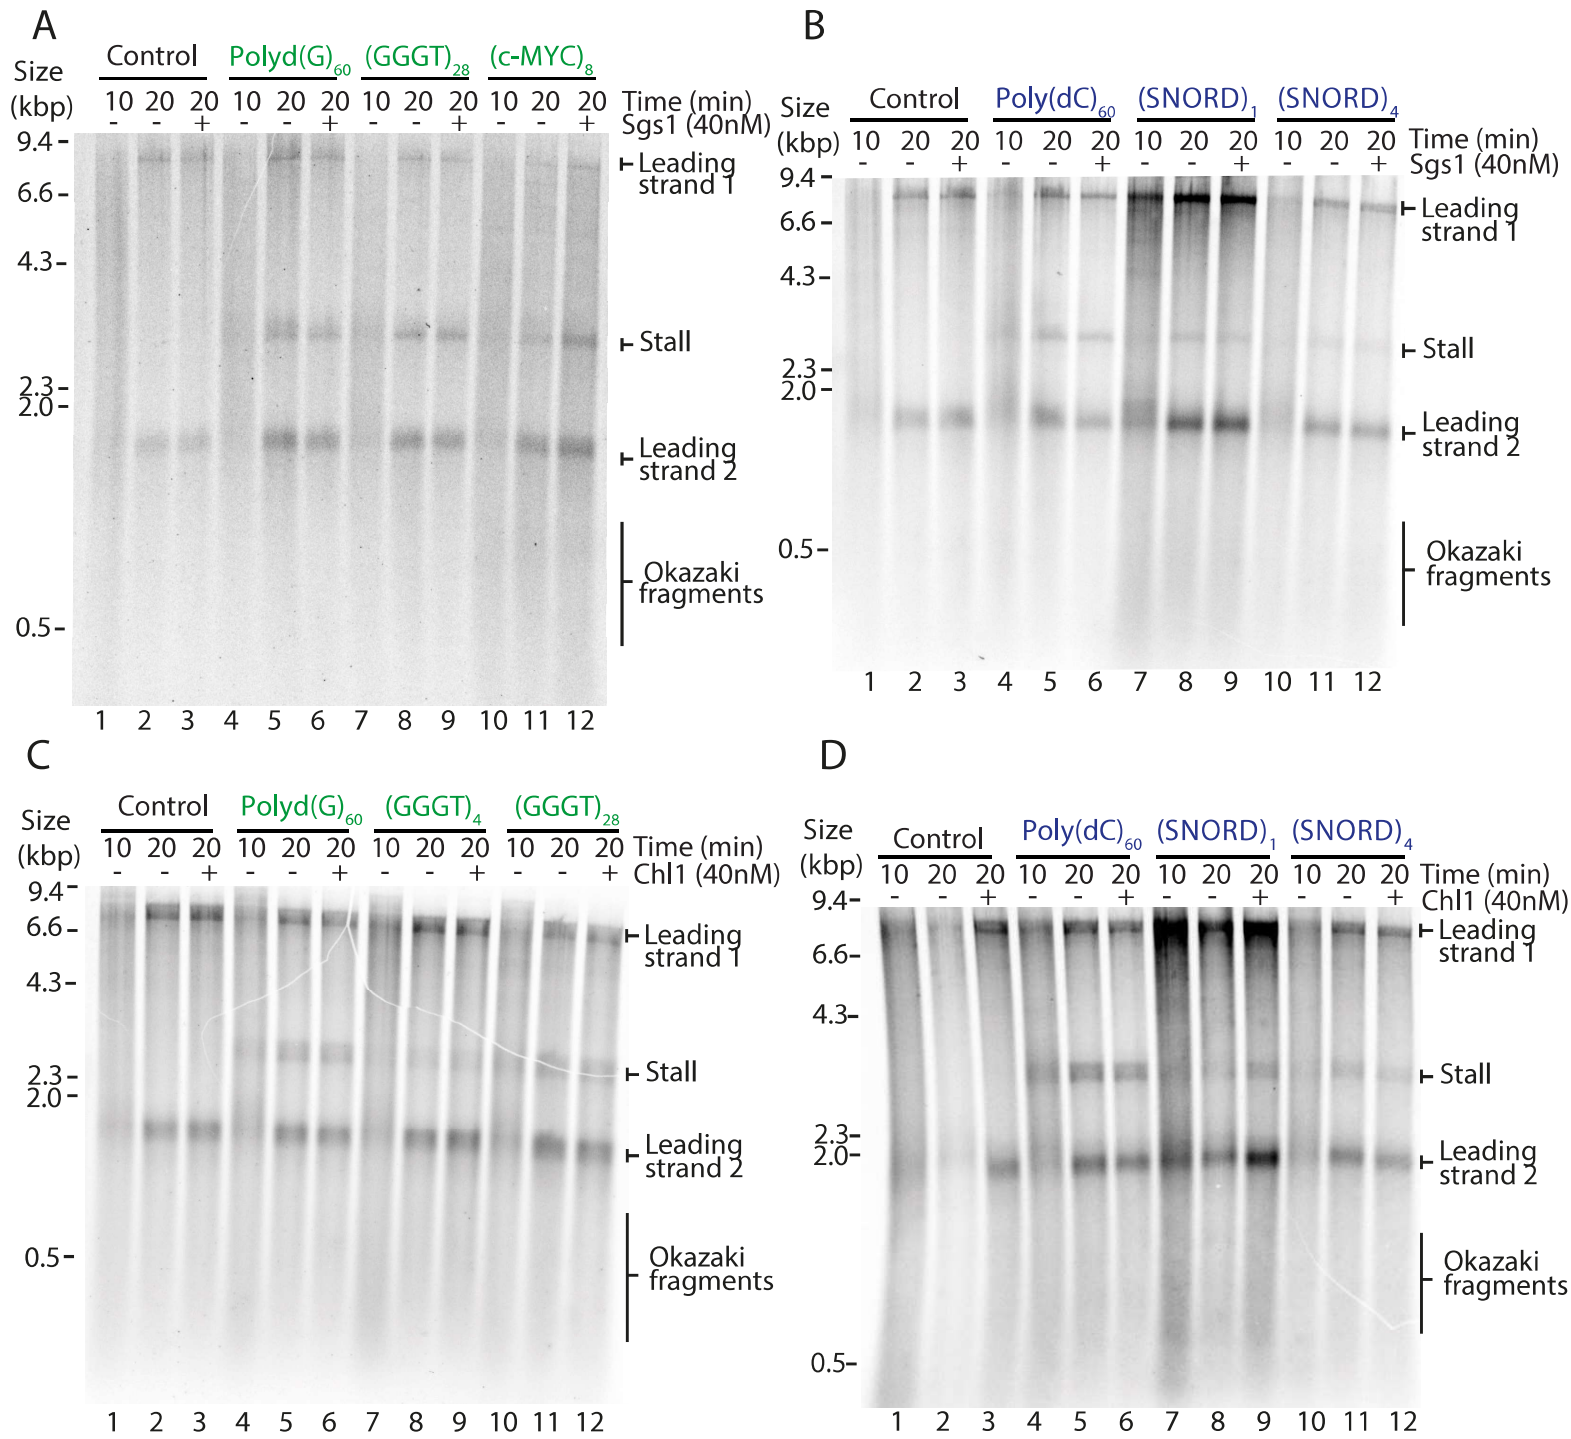 A
Control Polyd(G)60 (GGGT)28 (c-MYC)8
Size
(kbp)
10 20 20 10 20 20 10 20 20 10 20 20 Time (min)
- - + - - + - - + - - + Sgs1 (40nM)
9.4
6.6
4.3
2.3
2.0
0.5
Leading
strand 1
Stall
Leading
strand 2
Okazaki
fragments
1 2 3 4 5 6 7 8 9 10 11 12
B
Control Poly(dC)60 (SNORD)1 (SNORD)4
Size
(kbp)
10 20 20 10 20 20 10 20 20 10 20 20 Time (min)
- - + - - + - - + - - + Sgs1 (40nM)
9.4
6.6
4.3
2.3
2.0
0.5
Leading
strand 1
Stall
Leading
strand 2
Okazaki
fragments
1 2 3 4 5 6 7 8 9 10 11 12
C
Control Polyd(G)60 (GGGT)4 (GGGT)28
Size
(kbp)
10 20 20 10 20 20 10 20 20 10 20 20 Time (min)
- - + - - + - - + - - + Chl1 (40nM)
9.4
6.6
4.3
2.3
2.0
0.5
Leading
strand 1
Stall
Leading
strand 2
Okazaki
fragments
1 2 3 4 5 6 7 8 9 10 11 12
D
Control Poly(dC)60 (SNORD)1 (SNORD)4
Size
(kbp)
10 20 20 10 20 20 10 20 20 10 20 20 Time (min)
- - + - - + - - + - - + Chl1 (40nM)
9.4
6.6
4.3
2.3
2.0
0.5
Leading
strand 1
Stall
Leading
strand 2
Okazaki
fragments
1 2 3 4 5 6 7 8 9 10 11 12